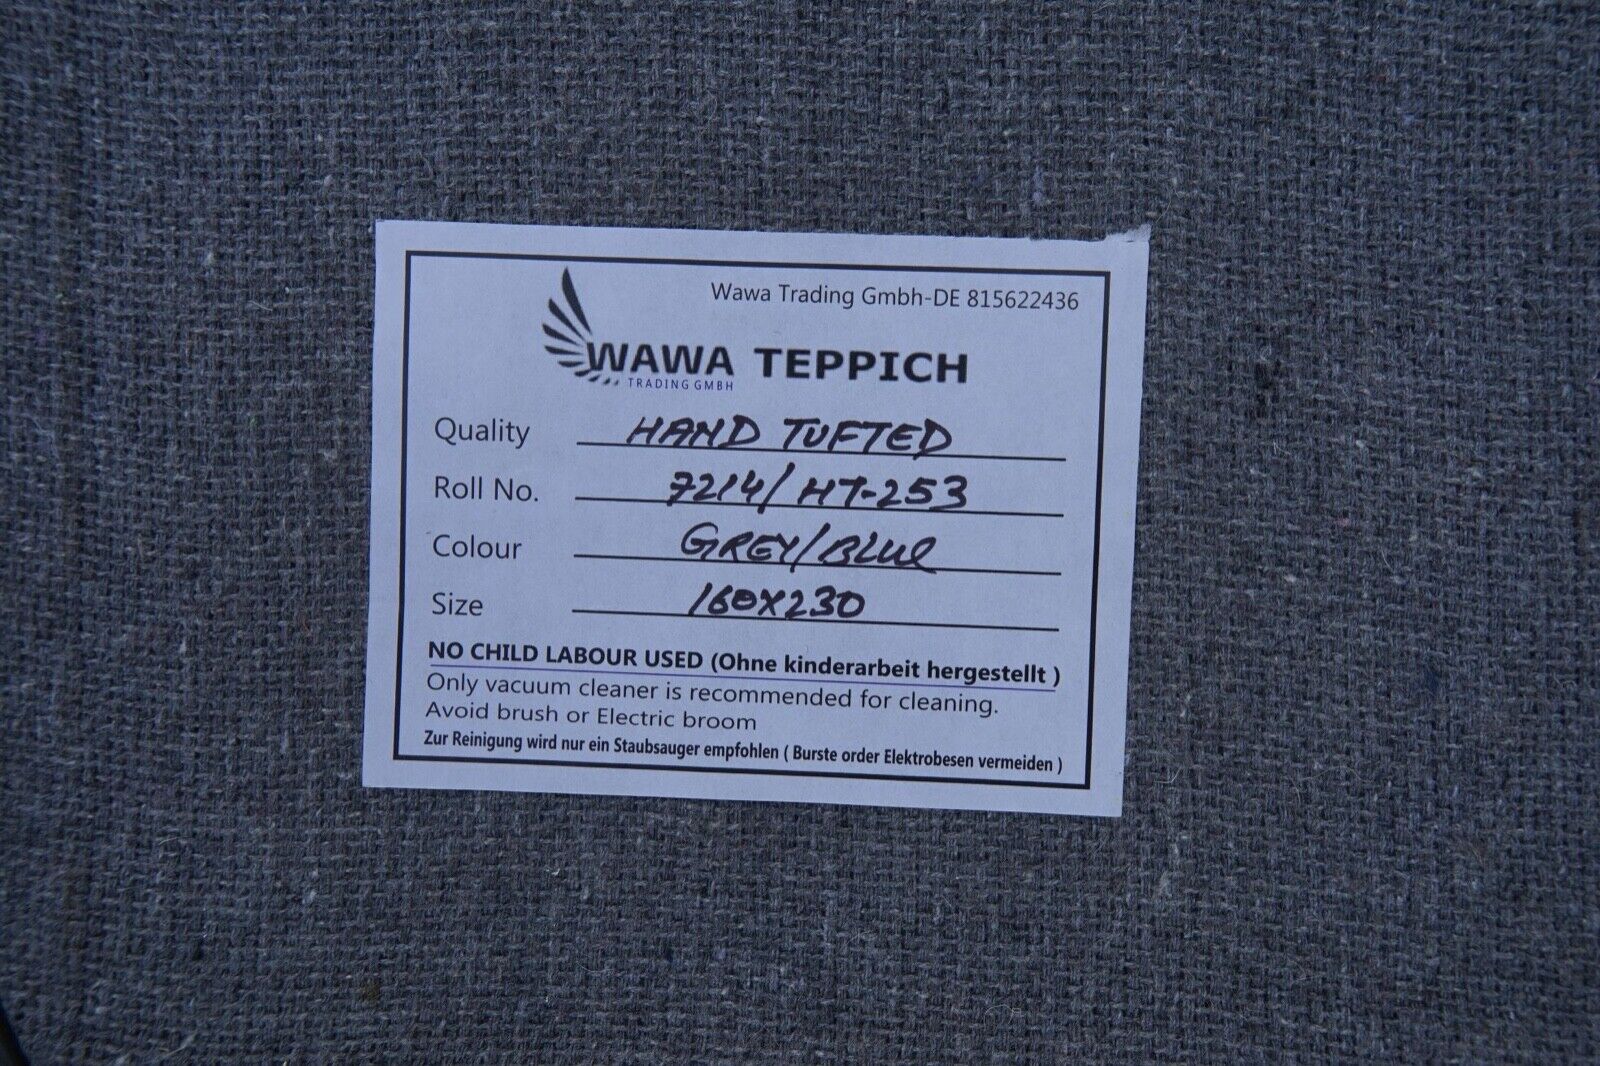 Wawa Trading Gmbh-DE 815622436
WAWA TEPPICH
TRADING GMBH
Quality HAND TUFTED
Roll No. 7214/HT-253
Colour GREY/BLUE
Size 160X230
NO CHILD LABOUR USED (Ohne kinderarbeit hergestellt )
Only vacuum cleaner is recommended for cleaning.
Avoid brush or Electric broom
Zur Reinigung wird nur ein Staubsauger empfohlen ( Burste order Elektrobesen vermeiden )